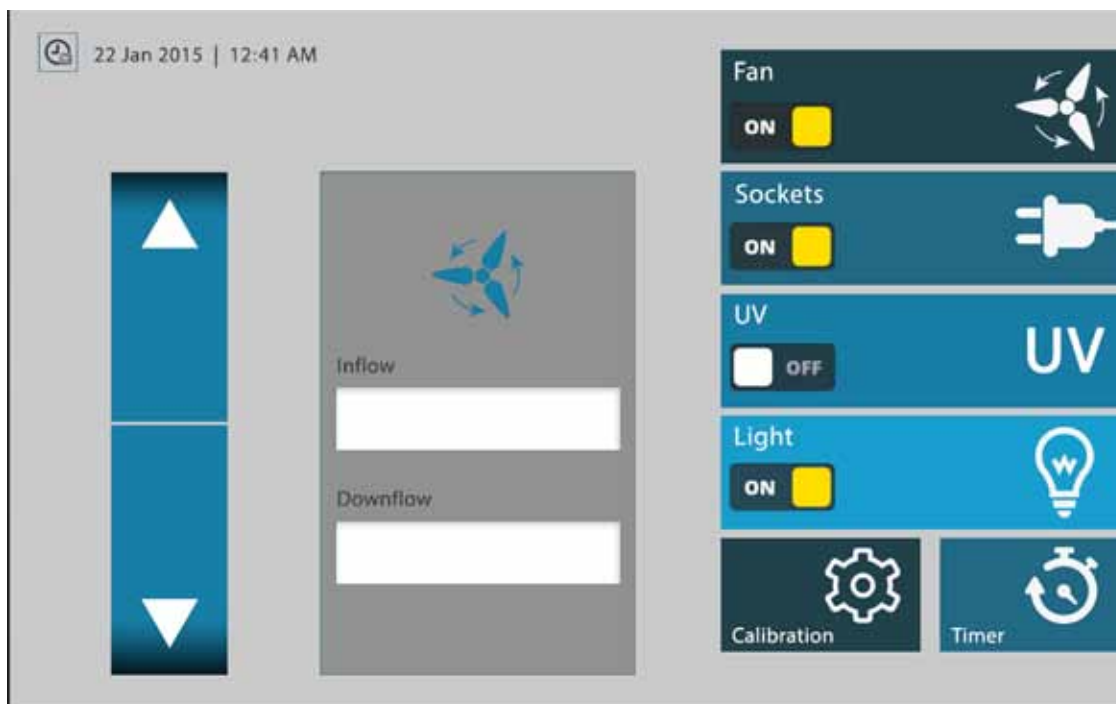 22 Jan 2015 | 12:41 AM
Fan
ON
Sockets
ON
UV
OFF
UV
Light
ON
Inflow
Downflow
Calibration
Timer